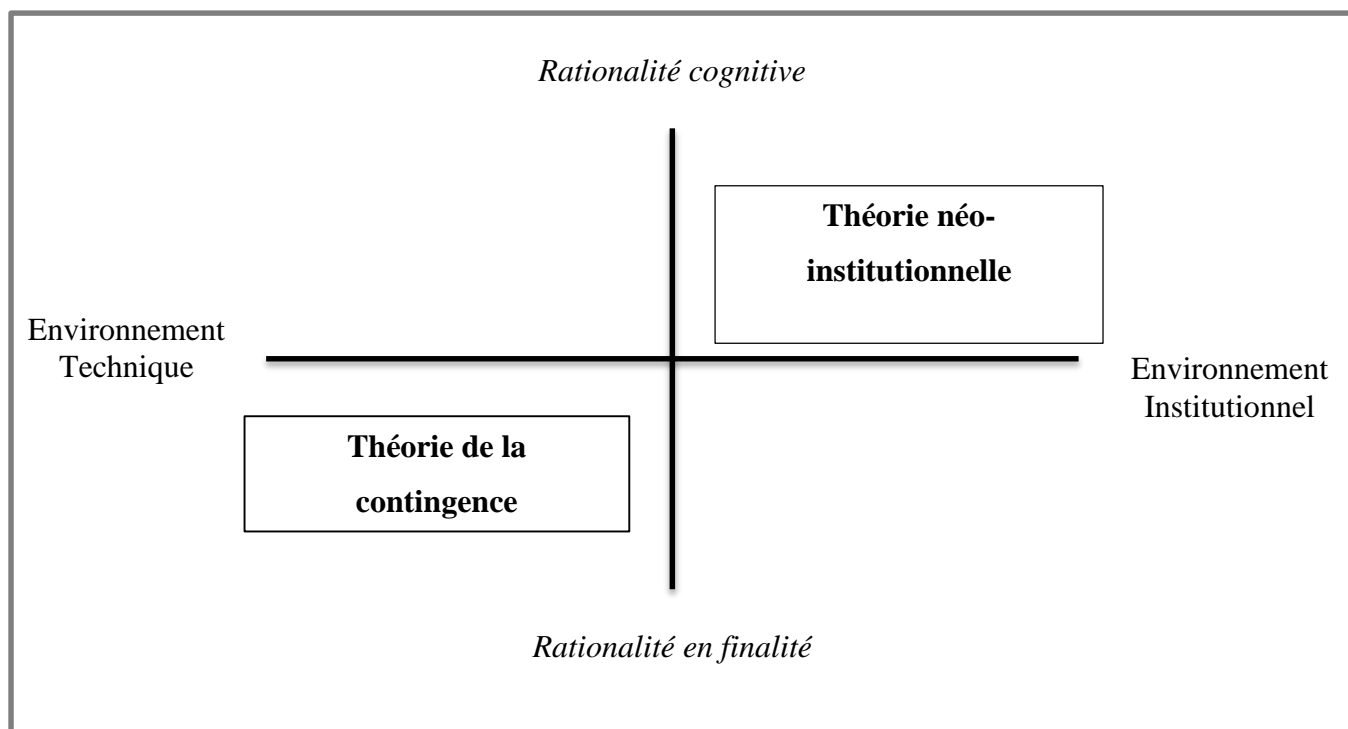 Rationalité cognitive
Théorie néo-
institutionnelle
Environnement
Technique
Environnement
Institutionnel
Théorie de la
contingence
Rationalité en finalité